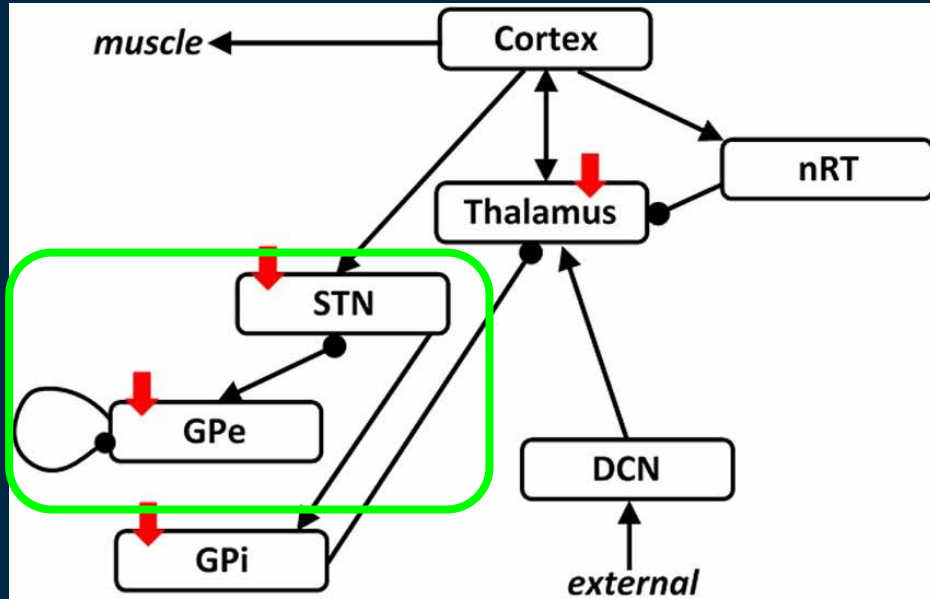 Cortex
muscle
nRT
Thalamus
STN
GPe
DCN
GPi
external